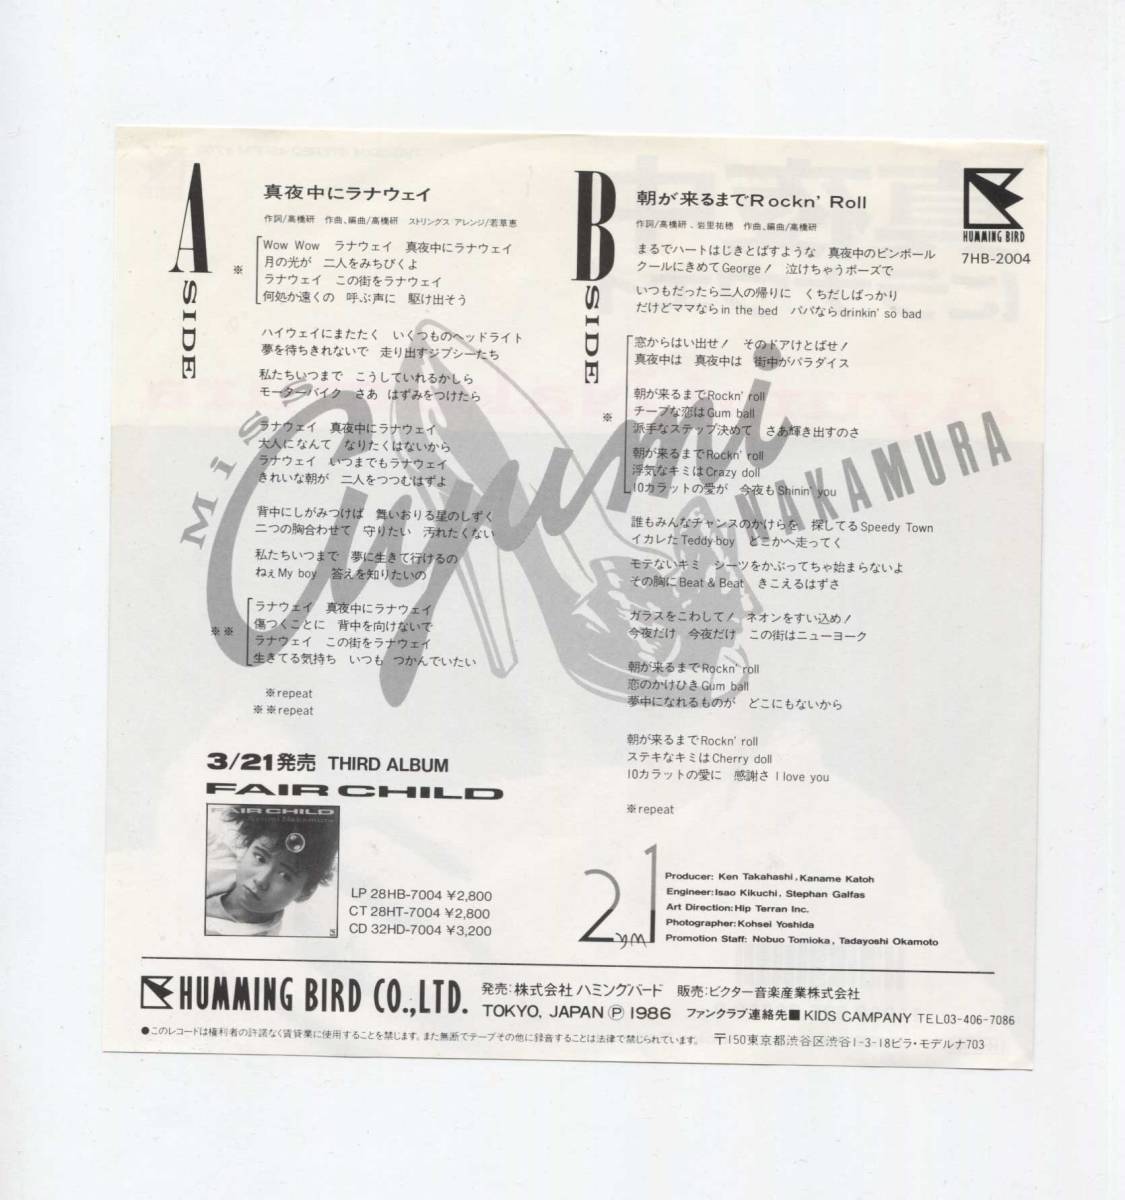 A SIDE
真夜中にラナウェイ
作詞/高橋研 作曲、編曲/高橋研 ストリングス アレンジ/若草恵
※
Wow Wow ラナウェイ 真夜中にラナウェイ
月の光が 二人をみちびくよ
ラナウェイ この街をラナウェイ
何処か遠くの 呼ぶ声に 駆け出そう
ハイウェイにまたたく いくつものヘッドライト
夢を待ちきれないで 走り出すジプシーたち
私たちいつまで こうしていれるかしら
モーターバイク さあ はずみをつけたら
ラナウェイ 真夜中にラナウェイ
大人になんて なりたくはないから
ラナウェイ いつまでもラナウェイ
きれいな朝が 二人をつつむはずよ
背中にしがみつけば 舞いおりる星のしずく
二つの胸合わせて 守りたい 汚れたくない
私たちいつまで 夢に生きて行けるの
ねぇMy boy 答えを知りたいの
※※
ラナウェイ 真夜中にラナウェイ
傷つくことに 背中を向けないで
ラナウェイ この街をラナウェイ
生きてる気持ち いつも つかんでいたい
※repeat
※※repeat
3/21発売 THIRD ALBUM
FAIR CHILD
FAIR CHILD
Ayumi Nakamura
LP 28HB-7004 ¥2,800
CT 28HT-7004 ¥2,800
CD 32HD-7004 ¥3,200
B SIDE
朝が来るまでRockn' Roll
作詞/高橋研、岩里祐穂 作曲、編曲/高橋研
まるでハートはじきとばすような 真夜中のピンボール
クールにきめてGeorge! 泣けちゃうポーズで
いつもだったら二人の帰りに くちだしばっかり
だけどママならin the bed パパならdrinkin' so bad
※
窓からはい出せ! そのドアけとばせ!
真夜中は 真夜中は 街中がパラダイス
朝が来るまでRockn' roll
チープな恋はGum ball
派手なステップ決めて さあ輝き出すのさ
朝が来るまでRockn' roll
浮気なキミはCrazy doll
10カラットの愛が 今夜もShinin' you
誰もみんなチャンスのかけらを 探してるSpeedy Town
イカレたTeddy-boy どこかへ走ってく
モテないキミ シーツをかぶってちゃ始まらないよ
その胸にBeat & Beat きこえるはずさ
ガラスをこわして! ネオンをすい込め!
今夜だけ 今夜だけ この街はニューヨーク
朝が来るまでRockn' roll
恋のかけひきGum ball
夢中になれるものが どこにもないから
朝が来るまでRockn' roll
ステキなキミはCherry doll
10カラットの愛に 感謝さ I love you
※repeat
HUMMING BIRD
7HB-2004
Miss Ayumi NAKAMURA
21
Producer: Ken Takahashi, Kaname Katoh
Engineer: Isao Kikuchi, Stephan Galfas
Art Direction: Hip Terran Inc.
Photographer: Kohsei Yoshida
Promotion Staff: Nobuo Tomioka, Tadayoshi Okamoto
HUMMING BIRD CO.,LTD.
発売:株式会社ハミングバード 販売:ビクター音楽産業株式会社
TOKYO, JAPAN Ⓟ 1986 ファンクラブ連絡先■ KIDS CAMPANY TEL03-406-7086
●このレコードは権利者の許諾なく賃貸業に使用することを禁じます。また無断でテープその他に録音することは法律で禁じられています。 〒150東京都渋谷区渋谷1-3-18ビラ・モデルナ703